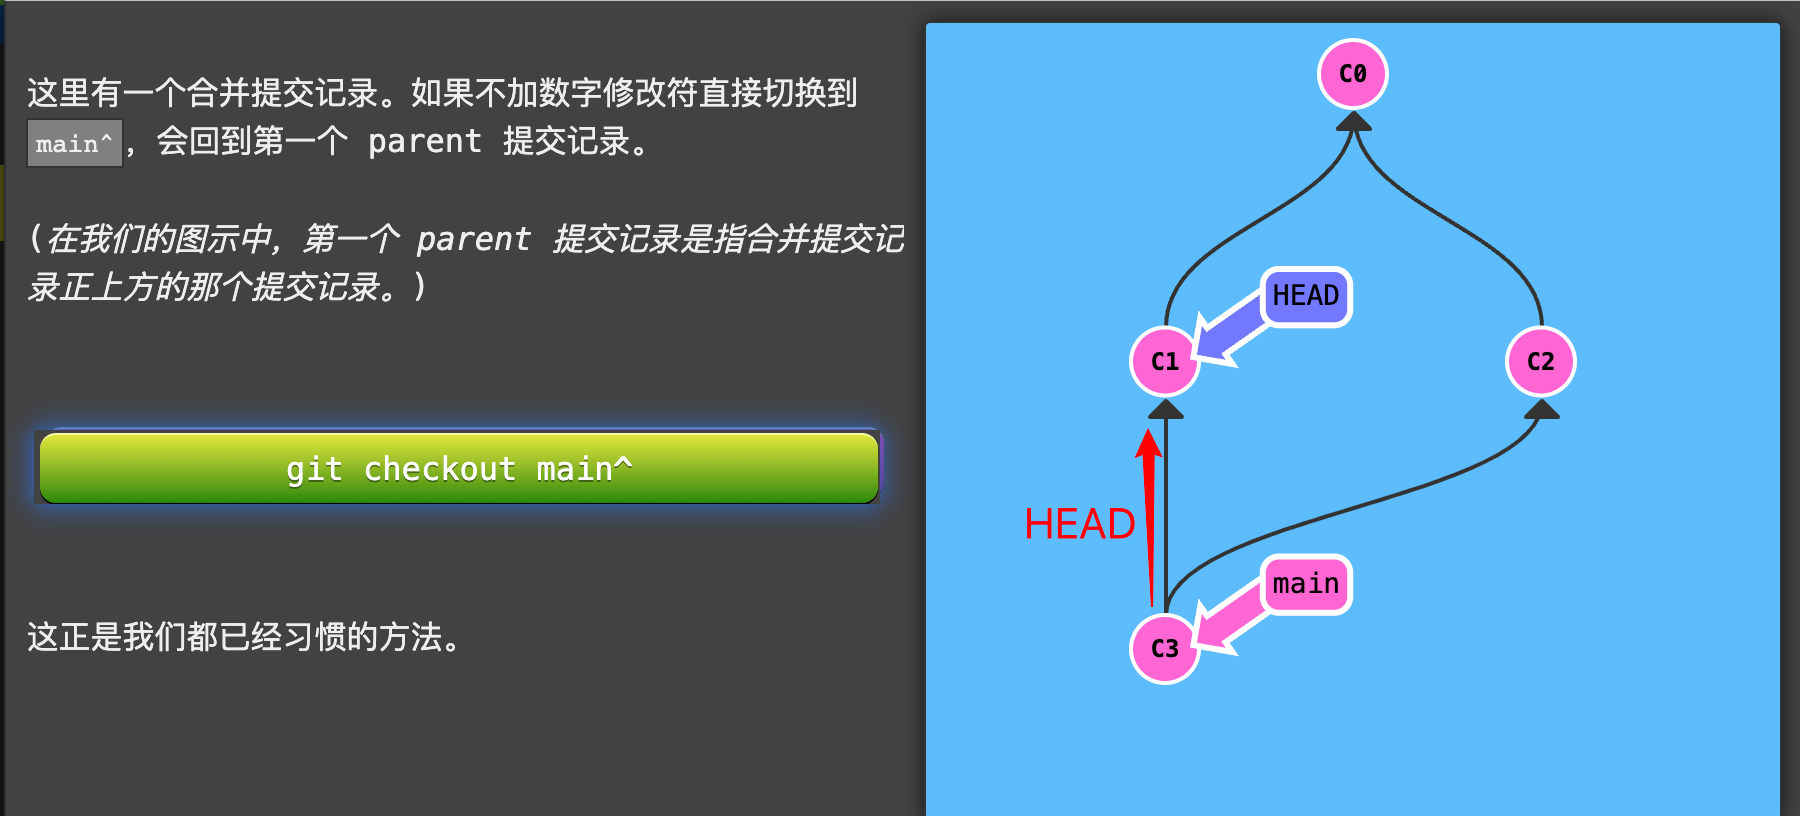 这里有一个合并提交记录。如果不加数字修改符直接切换到
main^，会回到第一个 parent 提交记录。
(在我们的图示中，第一个 parent 提交记录是指合并提交记
录正上方的那个提交记录。)
git checkout main^
这正是我们都已经习惯的方法。
C0
HEAD
C1
C2
HEAD
main
C3